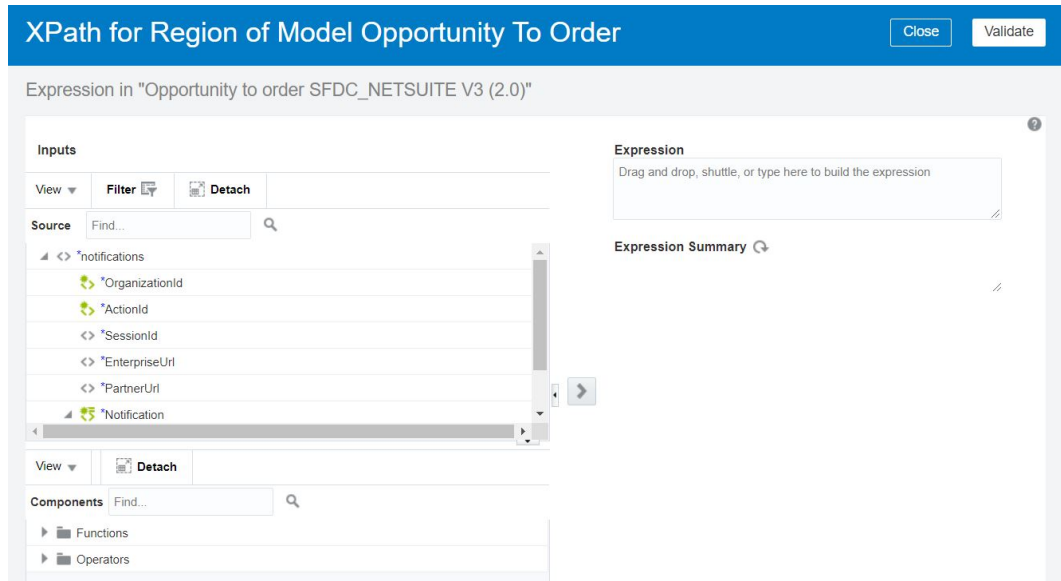 XPath for Region of Model Opportunity To Order
Close
Validate
Expression in "Opportunity to order SFDC_NETSUITE V3 (2.0)"
Inputs
View
Filter
Detach
Source
Find...
<> *notifications
*OrganizationId
*ActionId
<> *SessionId
<> *EnterpriseUrl
<> *PartnerUrl
*Notification
View
Detach
Components
Find...
Functions
Operators
Expression
Drag and drop, shuttle, or type here to build the expression
Expression Summary